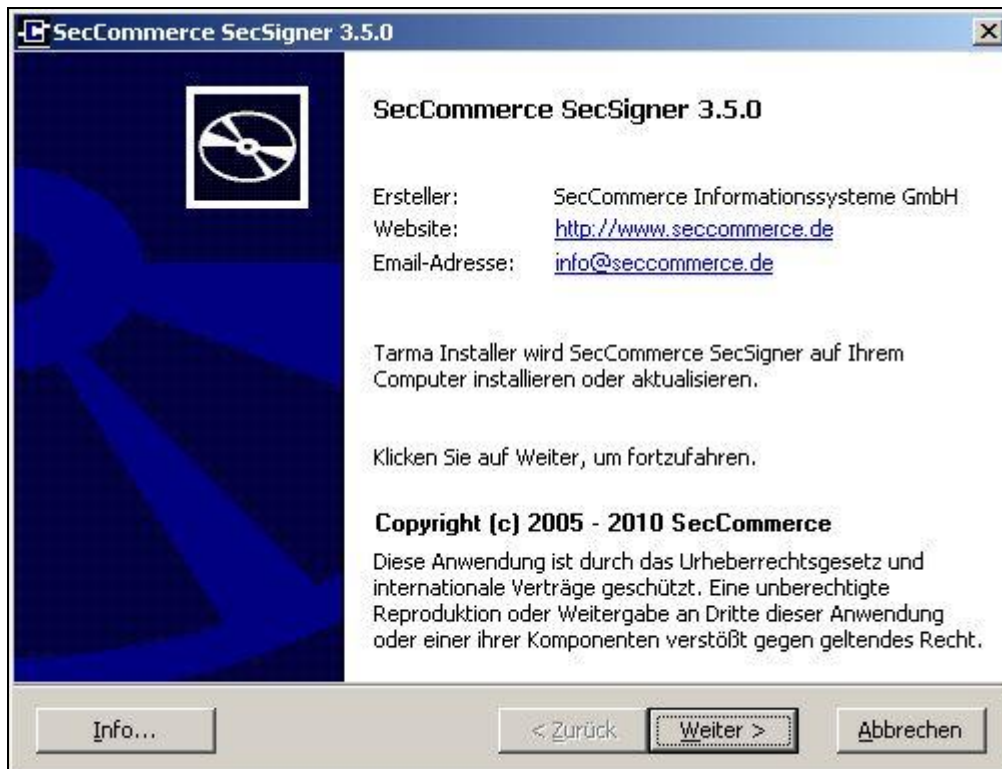 SecCommerce SecSigner 3.5.0
SecCommerce SecSigner 3.5.0
Ersteller: SecCommerce Informationssysteme GmbH
Website: http://www.seccommerce.de
Email-Adresse: info@seccommerce.de
Tarma Installer wird SecCommerce SecSigner auf Ihrem
Computer installieren oder aktualisieren.
Klicken Sie auf Weiter, um fortzufahren.
Copyright (c) 2005 - 2010 SecCommerce
Diese Anwendung ist durch das Urheberrechtsgesetz und
internationale Verträge geschützt. Eine unberechtigte
Reproduktion oder Weitergabe an Dritte dieser Anwendung
oder einer ihrer Komponenten verstößt gegen geltendes Recht.
Info... < Zurück Weiter > Abbrechen